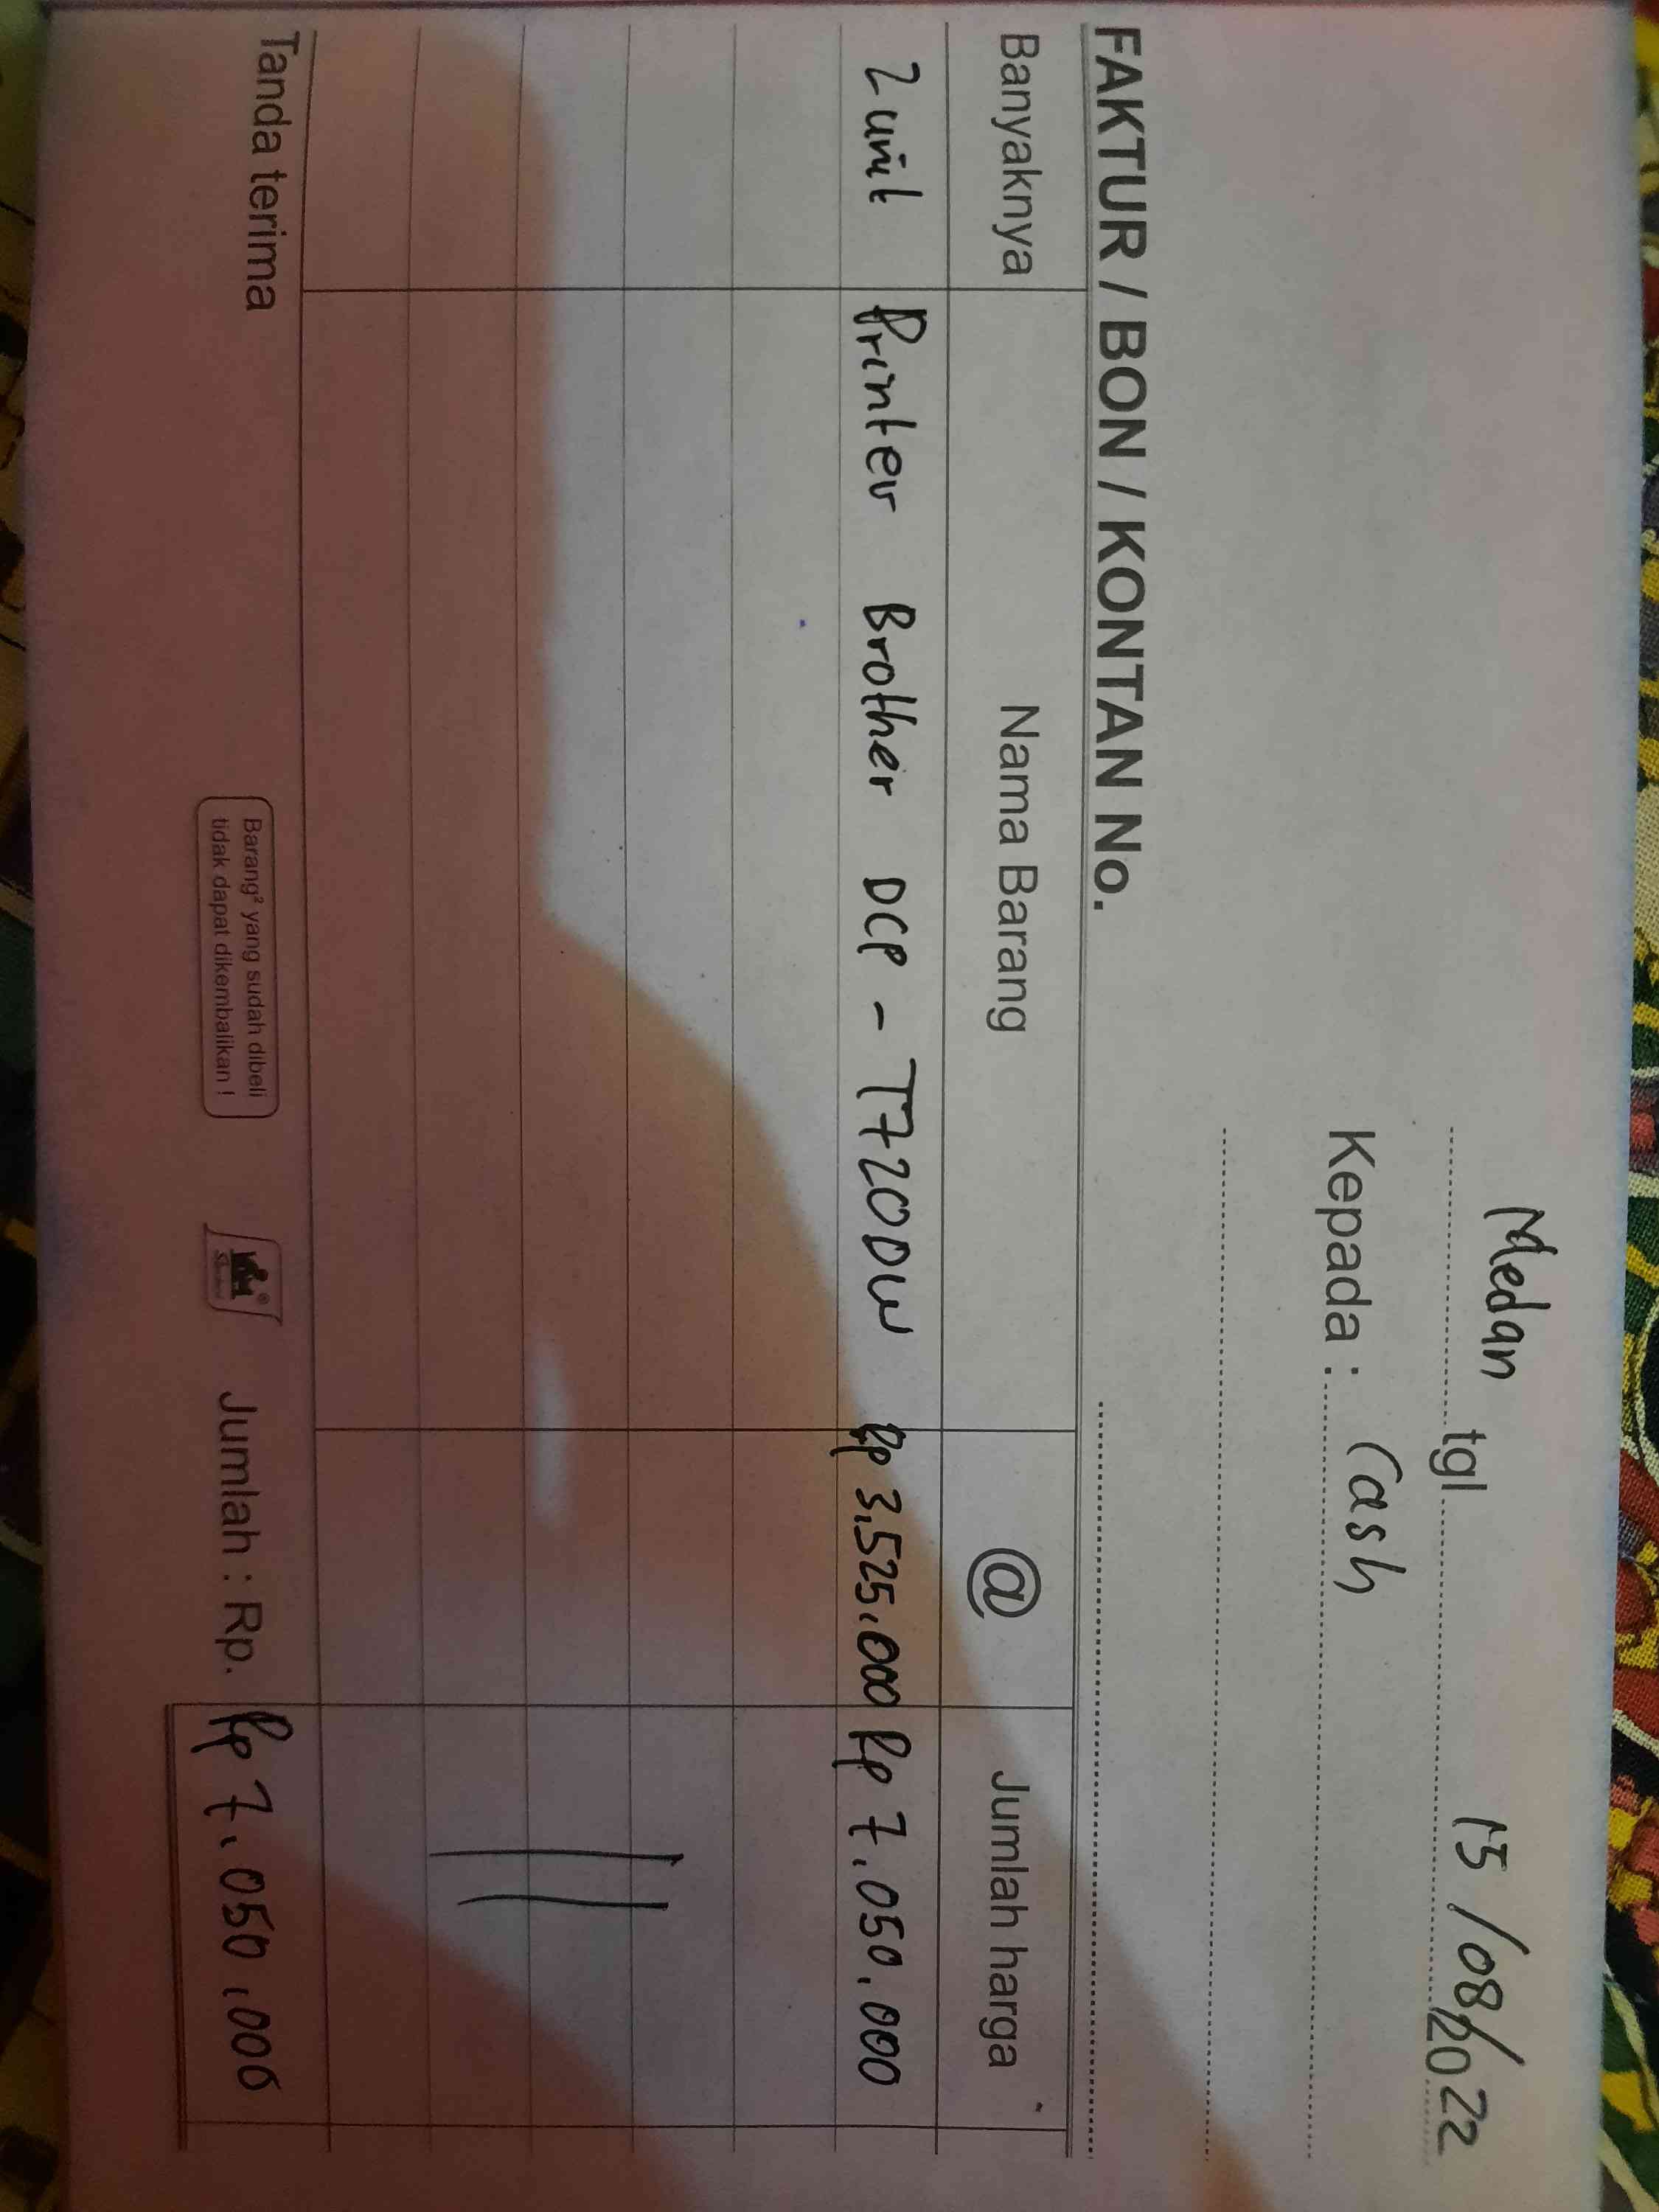 Medan tgl 15/08/2022
Kepada : Cash
FAKTUR / BON / KONTAN No.
Banyaknya Nama Barang @ Jumlah harga
2 unit Printer Brother DCP - T720DW Rp 3.525.000 Rp 7.050.000
Tanda terima
Barang² yang sudah dibeli
tidak dapat dikembalikan !
Jumlah : Rp. Rp 7.050.000